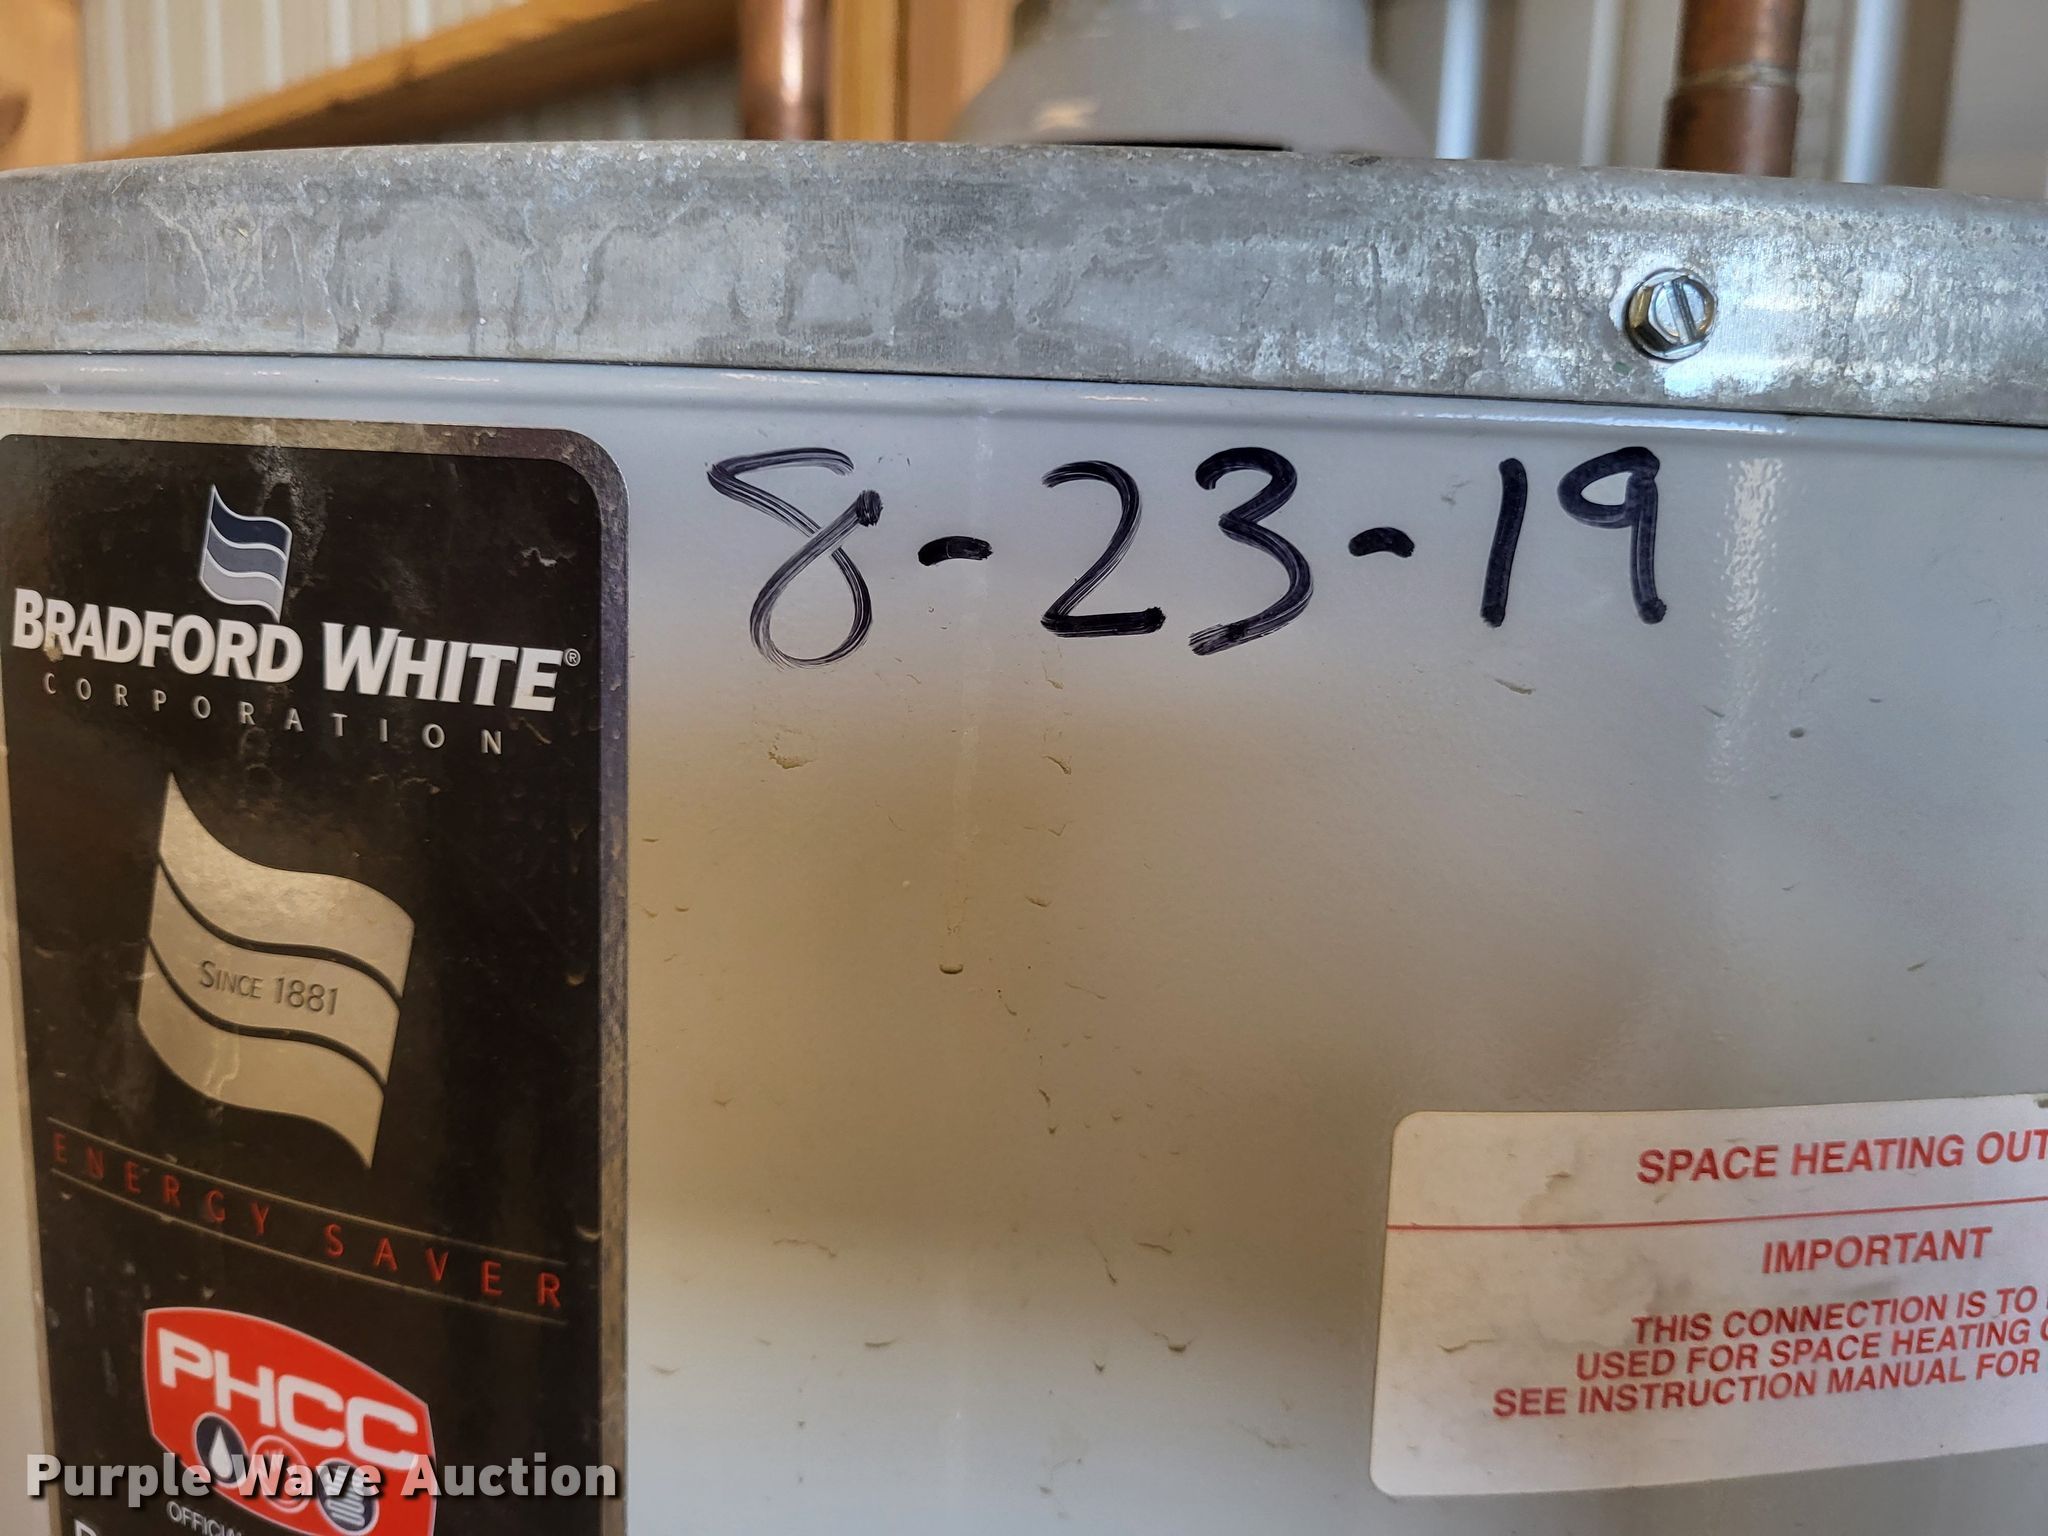 8-23-19
BRADFORD WHITE®
CORPORATION
SINCE 1881
ENERGY SAVER
PHCC
SPACE HEATING
IMPORTANT
THIS CONNECTION IS TO
USED FOR SPACE HEATING
SEE INSTRUCTION MANUAL FOR
Purple Wave Auction